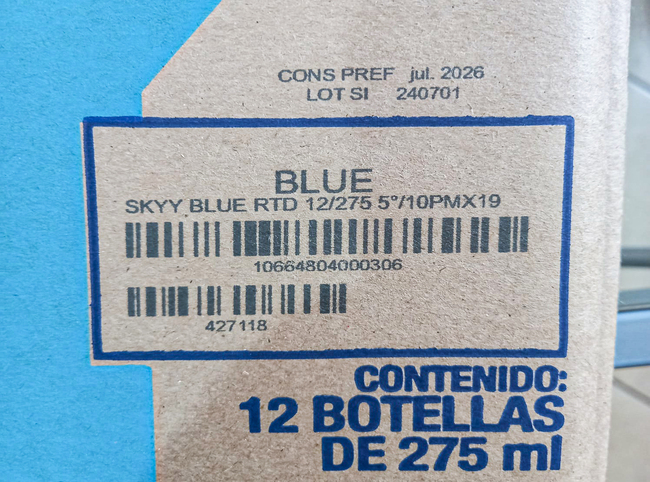 CONS PREF jul. 2026
LOT SI 240701
BLUE
SKYY BLUE RTD 12/275 5°/10PMX19
10664804000306
427118
CONTENIDO:
12 BOTELLAS
DE 275 ml